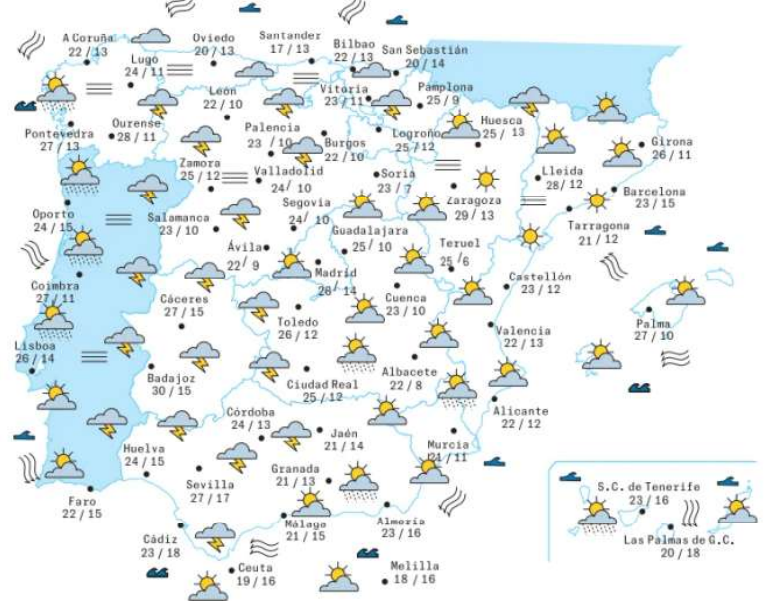 A Coruña
22 / 13
Oviedo
20 / 13
Santander
17 / 13
Bilbao
22 / 13
San Sebastián
20 / 14
Lugo
24 / 11
León
22 / 10
Vitoria
23 / 11
Pamplona
25 / 9
Pontevedra
27 / 13
Ourense
28 / 11
Palencia
23 / 10
Burgos
22 / 10
Logroño
25 / 12
Huesca
25 / 13
Girona
26 / 11
Zamora
25 / 12
Valladolid
24 / 10
Soria
23 / 7
Zaragoza
29 / 13
Lleida
28 / 12
Barcelona
23 / 15
Oporto
24 / 15
Salamanca
23 / 10
Segovia
24 / 10
Guadalajara
25 / 10
Teruel
25 / 6
Tarragona
21 / 12
Ávila
22 / 9
Madrid
26 / 14
Coimbra
27 / 11
Cáceres
27 / 15
Toledo
26 / 12
Cuenca
23 / 10
Castellón
23 / 12
Valencia
22 / 13
Palma
27 / 10
Lisboa
26 / 14
Badajoz
30 / 15
Ciudad Real
25 / 12
Albacete
22 / 8
Alicante
22 / 12
Córdoba
24 / 13
Jaén
21 / 14
Murcia
21 / 11
Huelva
24 / 15
Sevilla
27 / 17
Granada
21 / 13
Faro
22 / 15
Cádiz
23 / 18
Málaga
21 / 15
Almería
23 / 16
Ceuta
19 / 16
Melilla
18 / 16
S.C. de Tenerife
23 / 16
Las Palmas de G.C.
20 / 18